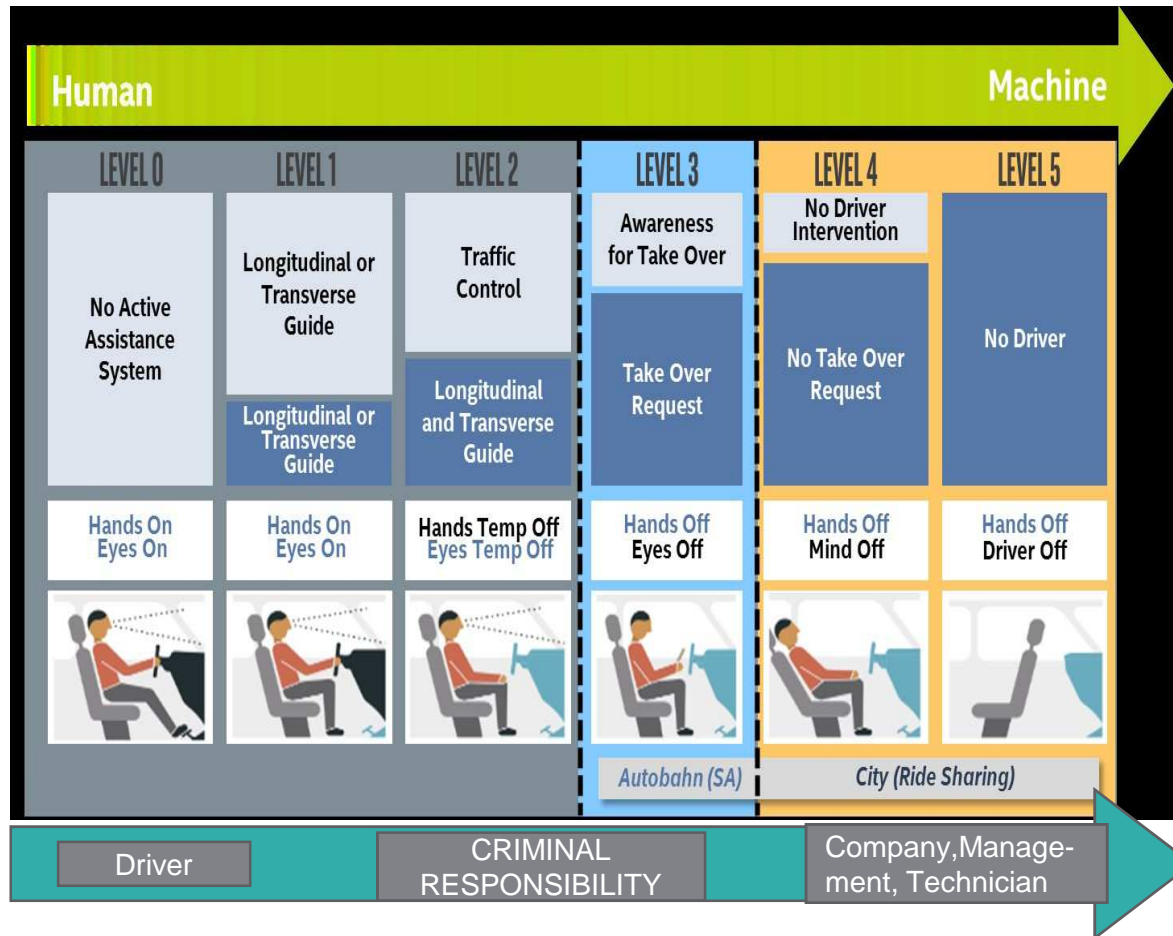 Human
Machine
LEVEL 0
LEVEL 1
LEVEL 2
LEVEL 3
LEVEL 4
LEVEL 5
No Active
Assistance
System
Longitudinal or
Transverse
Guide
Longitudinal or
Transverse
Guide
Traffic
Control
Longitudinal
and Transverse
Guide
Awareness
for Take Over
Take Over
Request
No Driver
Intervention
No Take Over
Request
No Driver
Hands On
Eyes On
Hands On
Eyes On
Hands Temp Off
Eyes Temp Off
Hands Off
Eyes Off
Hands Off
Mind Off
Hands Off
Driver Off
Autobahn (SA)
City (Ride Sharing)
Driver
CRIMINAL
RESPONSIBILITY
Company,Manage-
ment, Technician